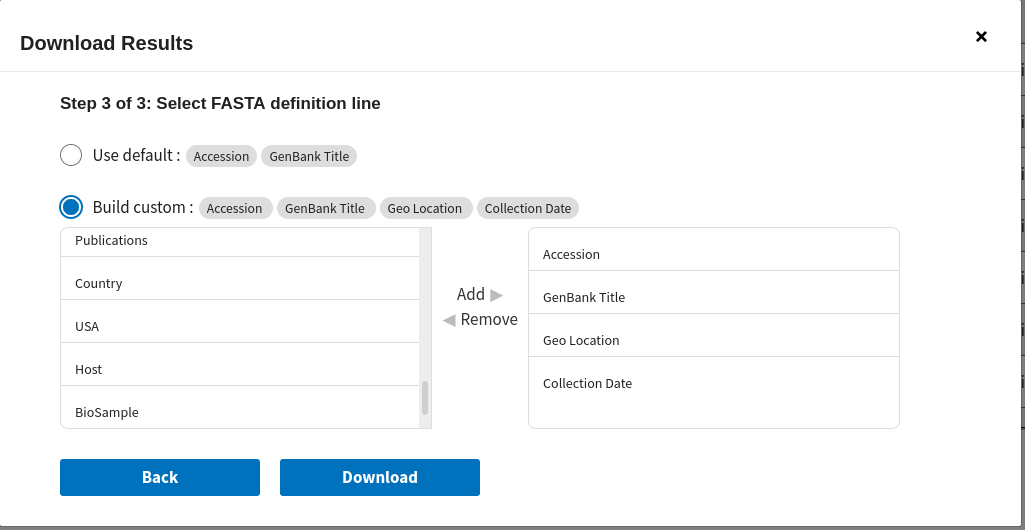 Download Results
×
Step 3 of 3: Select FASTA definition line
Use default : Accession GenBank Title
Build custom : Accession GenBank Title Geo Location Collection Date
Publications
Country
USA
Host
BioSample
Add ▶
◀ Remove
Accession
GenBank Title
Geo Location
Collection Date
Back
Download